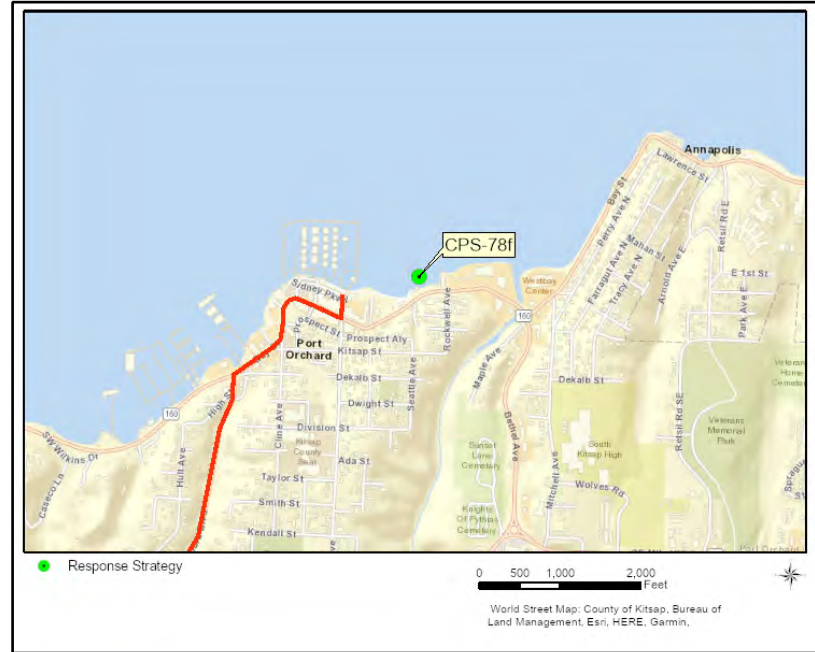 Annapolis
Lawrence St
Bay St
Perry Ave N
Mahan St
Retsil Rd E
CPS-78f
Farragut Ave N
Tracy Ave N
Arnold Ave E
E 1st St
Westbay
Center
Sydney Pkwy
160
Park Ave E
Rockwell Ave
Prospect St
Prospect Aly
Port
Orchard
Kitsap St
Maple Ave
Seattle Ave
Dekalb St
Dekalb St
Veterans
Home
Cemetery
High St
160
Dwight St
Bethel Ave
Retsil Rd SE
Veterans
Memorial
Park
Cline Ave
Division St
SW Wilkins Dr
Hull Ave
Kitsap
County
Seat
Ada St
Sunset
Lane
Cemetery
Mitchell Ave
South
Kitsap High
Caseco Ln
Taylor St
Wolves Rd
Smith St
Knights
Of Pythian
Cemetery
Kendall St
Response Strategy
0 500 1,000 2,000
Feet
World Street Map: County of Kitsap, Bureau of
Land Management, Esri, HERE, Garmin,